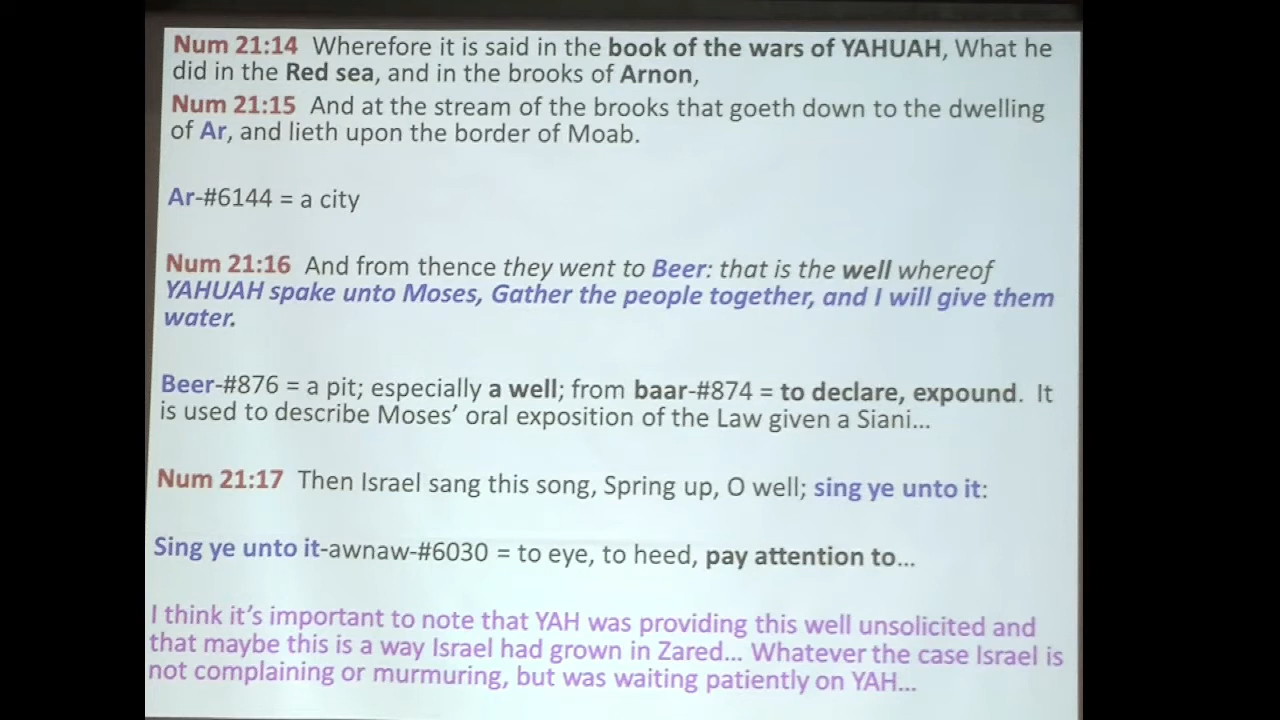 Num 21:14 Wherefore it is said in the book of the wars of YAHUAH, What he
did in the Red sea, and in the brooks of Arnon,
Num 21:15 And at the stream of the brooks that goeth down to the dwelling
of Ar, and lieth upon the border of Moab.
Ar-#6144 = a city
Num 21:16 And from thence they went to Beer: that is the well whereof
YAHUAH spake unto Moses, Gather the people together, and I will give them
water.
Beer-#876 = a pit; especially a well; from baar-#874 = to declare, expound. It
is used to describe Moses' oral exposition of the Law given a Siani...
Num 21:17 Then Israel sang this song, Spring up, O well; sing ye unto it:
Sing ye unto it-awnaw-#6030 = to eye, to heed, pay attention to...
I think it's important to note that YAH was providing this well unsolicited and
that maybe this is a way Israel had grown in Zared... Whatever the case Israel is
not complaining or murmuring, but was waiting patiently on YAH...